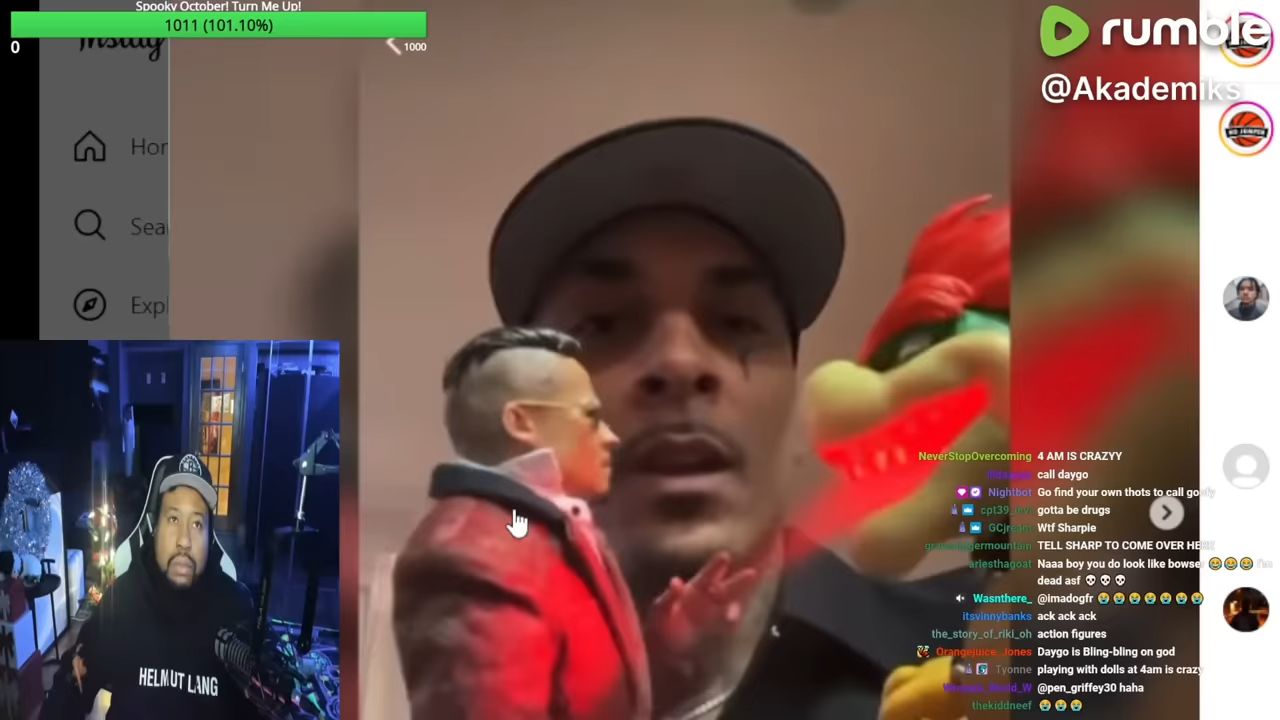 Spooky October! Turn Me Up!
1011 (101.10%)
0
1000
rumble
@Akademiks
NO JUMPER
NeverStopOvercoming 4 AM IS CRAZYY
call daygo
Nightbot Go find your own thots to call goofy
gotta be drugs
GCjream Wtf Sharpie
TELL SHARP TO COME OVER HERE
ariesthagoat Naaa boy you do look like bowser 😂😂😂 I'm
dead asf 💀💀💀
Wasnthere_ @imadogfr 😭😭😭😭😭😭😭
itsvinnybanks ack ack ack
the_story_of_riki_oh action figures
Orangejuice_Jones Daygo is Bling-bling on god
Tyonne playing with dolls at 4am is crazy
@pen_griffey30 haha
thekiddneef 😭😭😭
HELMUT LANG